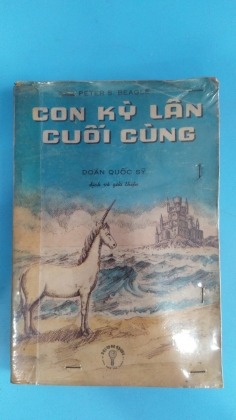 PETER S. BEAGLE
CON KỲ LÂN
CUỐI CÙNG
DOÃN QUỐC SỸ
dịch và giới thiệu